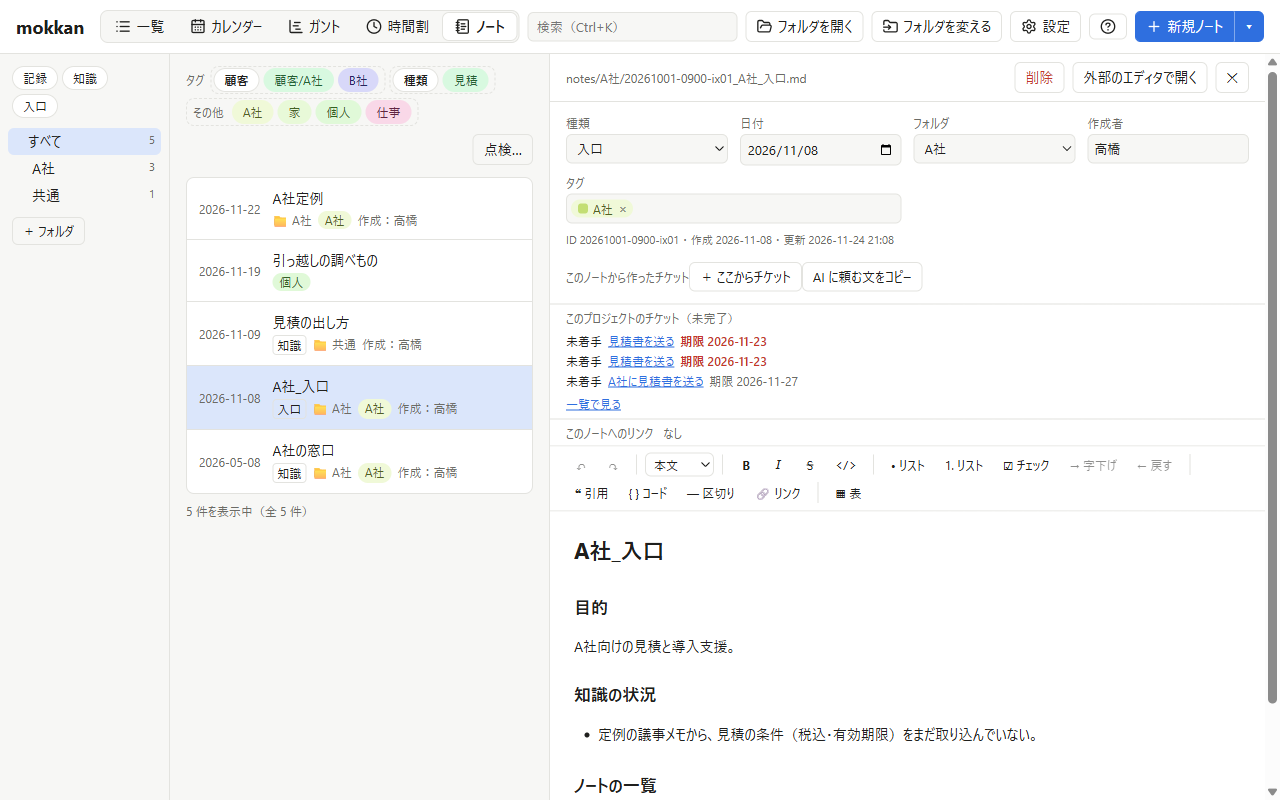 mokkan 一覧 カレンダー ガント 時間割 ノート 検索（Ctrl+K） フォルダを開く フォルダを変える 設定 ? + 新規ノート ▾
記録 知識
入口
すべて 5
A社 3
共通 1
+ フォルダ
タグ 顧客 顧客/A社 B社 種類 見積
その他 A社 家 個人 仕事
点検...
2026-11-22 A社定例
A社 A社 作成：高橋
2026-11-19 引っ越しの調べもの
個人
2026-11-09 見積の出し方
知識 共通 作成：高橋
2026-11-08 A社_入口
入口 A社 A社 作成：高橋
2026-05-08 A社の窓口
知識 A社 A社 作成：高橋
5 件を表示中（全 5 件）
notes/A社/20261001-0900-ix01_A社_入口.md 削除 外部のエディタで開く ×
種類 日付 フォルダ 作成者
入口 2026/11/08 A社 高橋
タグ
A社 ×
ID 20261001-0900-ix01・作成 2026-11-08・更新 2026-11-24 21:08
このノートから作ったチケット + ここからチケット AI に頼む文をコピー
このプロジェクトのチケット（未完了）
未着手 見積書を送る 期限 2026-11-23
未着手 見積書を送る 期限 2026-11-23
未着手 A社に見積書を送る 期限 2026-11-27
一覧で見る
このノートへのリンク なし
本文 B I S </> • リスト 1. リスト ☑ チェック → 字下げ ← 戻す
❝ 引用 { } コード — 区切り リンク ▦ 表
A社_入口
目的
A社向けの見積と導入支援。
知識の状況
• 定例の議事メモから、見積の条件（税込・有効期限）をまだ取り込んでいない。
ノートの一覧